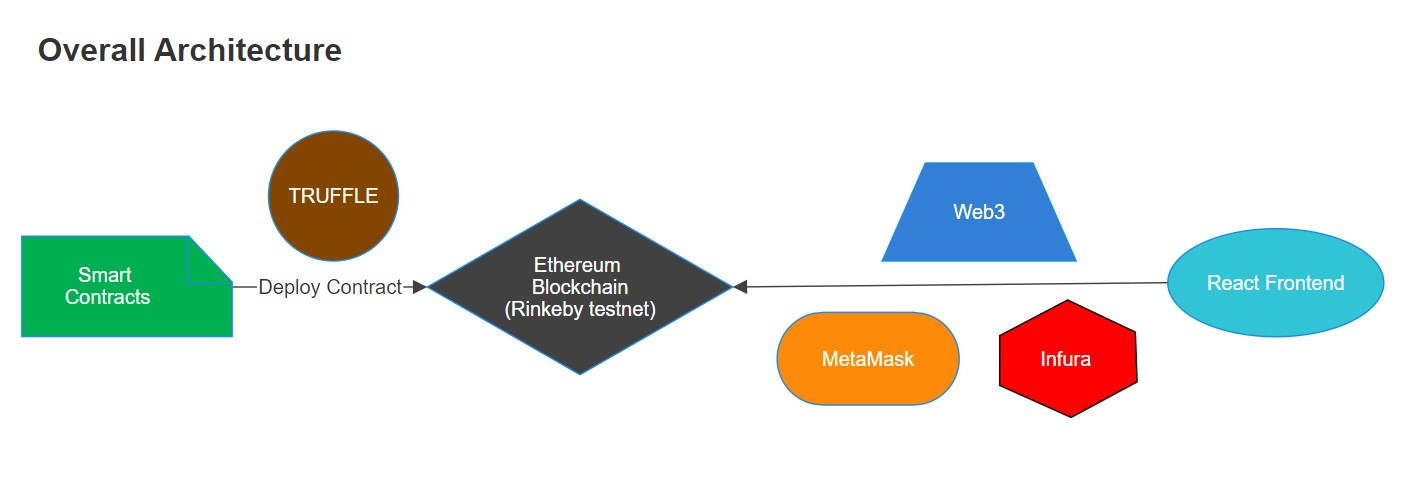 Overall Architecture
TRUFFLE
Smart
Contracts
Deploy Contract
Ethereum
Blockchain
(Rinkeby testnet)
Web3
MetaMask
Infura
React Frontend